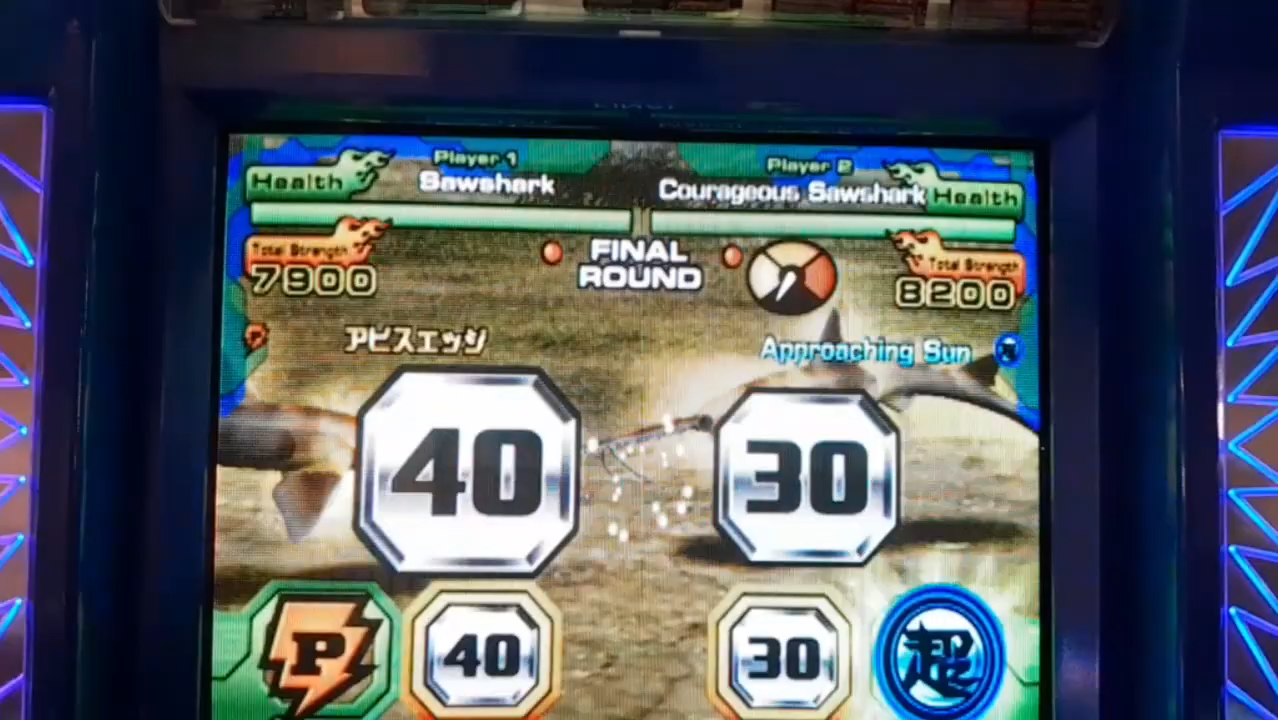 Player 1
Player 2
Health
Sawshark
Courageous Sawshark
Health
Total Strength
7900
FINAL
ROUND
Total Strength
8200
アビスエッジ
Approaching Sun
超
40
30
P
40
30
超